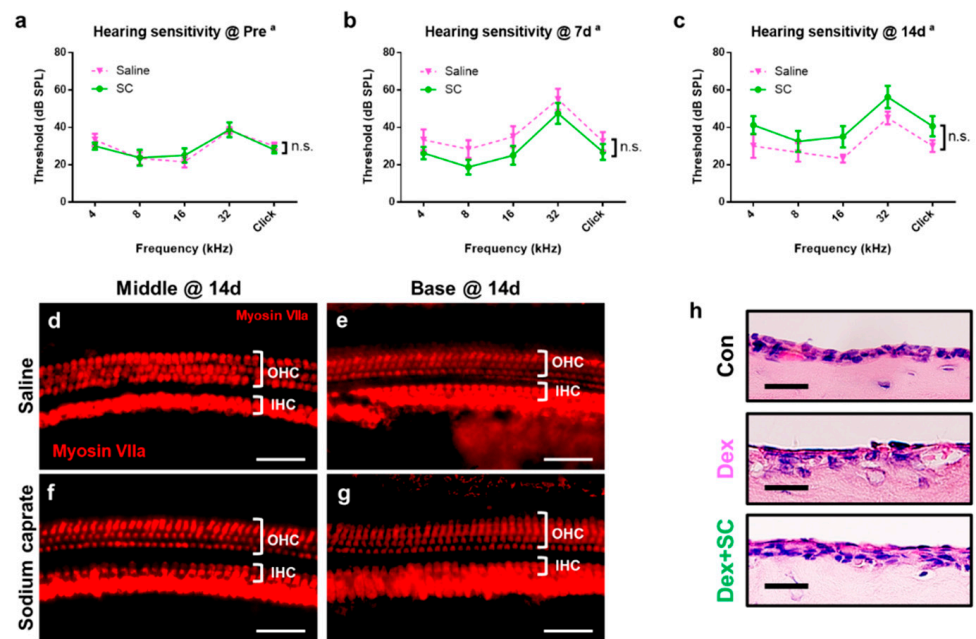 a
Hearing sensitivity @ Pre ᵃ
Threshold (dB SPL)
80
60
40
20
0
Saline
SC
n.s.
4
8
16
32
Click
Frequency (kHz)
b
Hearing sensitivity @ 7d ᵃ
Threshold (dB SPL)
80
60
40
20
0
Saline
SC
n.s.
4
8
16
32
Click
Frequency (kHz)
c
Hearing sensitivity @ 14d ᵃ
Threshold (dB SPL)
80
60
40
20
0
Saline
SC
n.s.
4
8
16
32
Click
Frequency (kHz)
Middle @ 14d
Base @ 14d
Saline
d
Myosin VIIa
OHC
IHC
Myosin VIIa
e
OHC
IHC
Sodium caprate
f
OHC
IHC
g
OHC
IHC
h
Con
Dex
Dex+SC